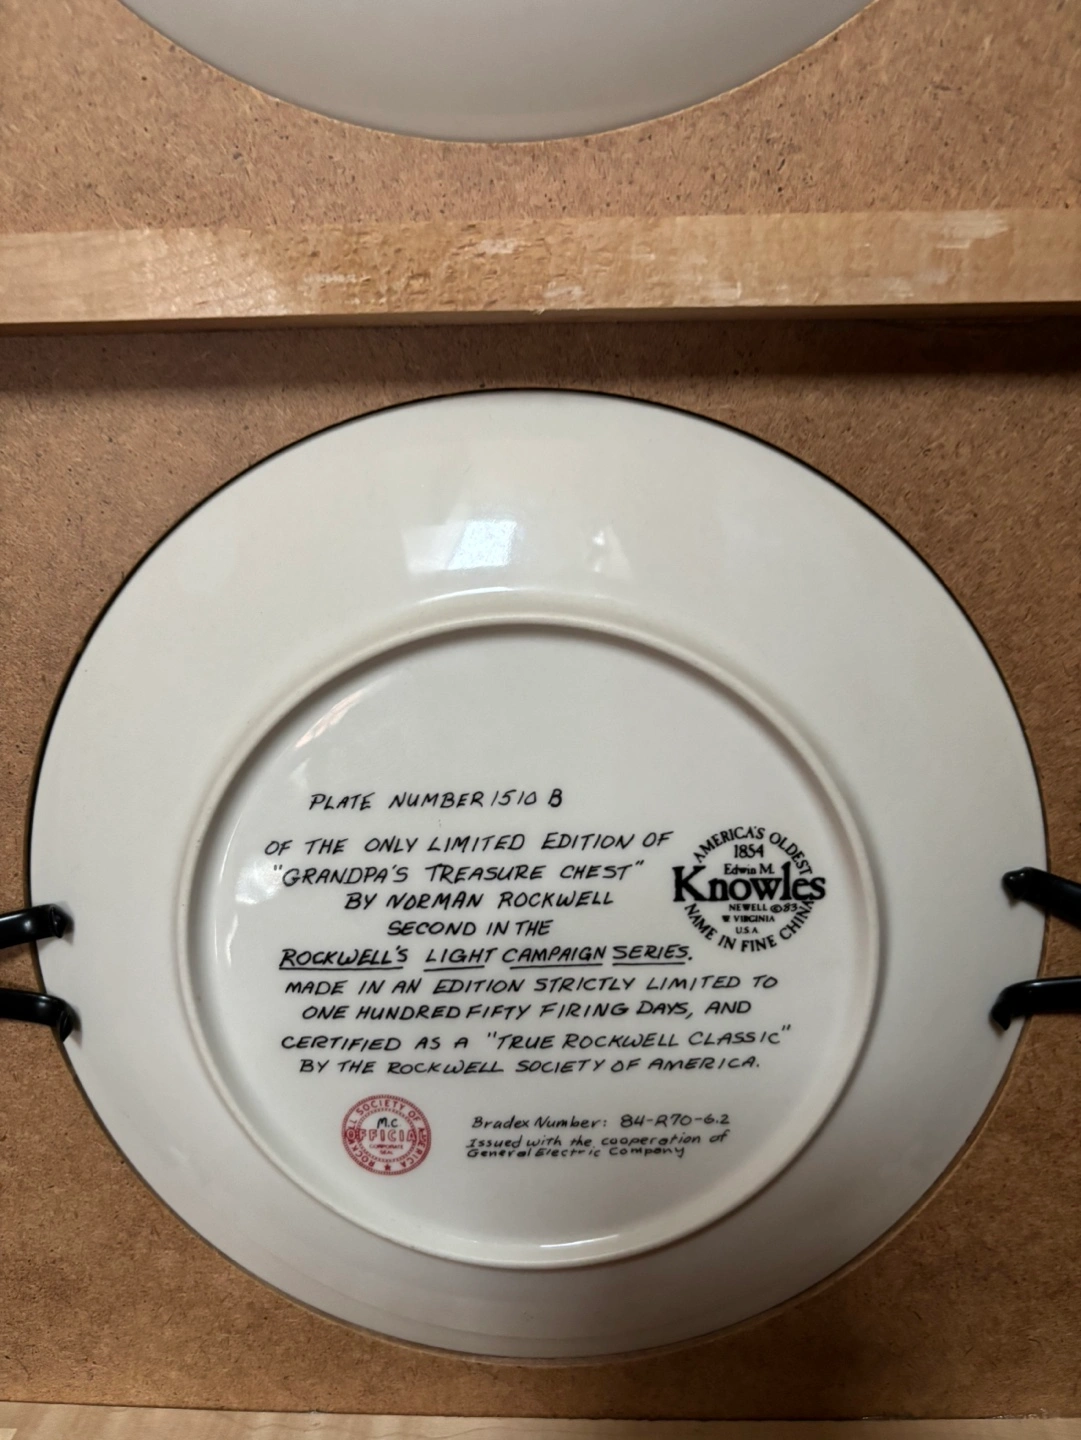 PLATE NUMBER 1510 B
OF THE ONLY LIMITED EDITION OF
"GRANDPA'S TREASURE CHEST"
BY NORMAN ROCKWELL
SECOND IN THE
ROCKWELL'S LIGHT CAMPAIGN SERIES.
MADE IN AN EDITION STRICTLY LIMITED TO
ONE HUNDRED FIFTY FIRING DAYS, AND
CERTIFIED AS A "TRUE ROCKWELL CLASSIC"
BY THE ROCKWELL SOCIETY OF AMERICA.
AMERICA'S OLDEST
1854
Edwin M.
Knowles
NEWELL ©83
W VIRGINIA
U.S.A.
NAME IN FINE CHINA
ROCKWELL SOCIETY OF AMERICA
M.C.
OFFICIAL
CORPORATE
SEAL
Bradex Number: 84-R70-6.2
Issued with the cooperation of
General Electric Company